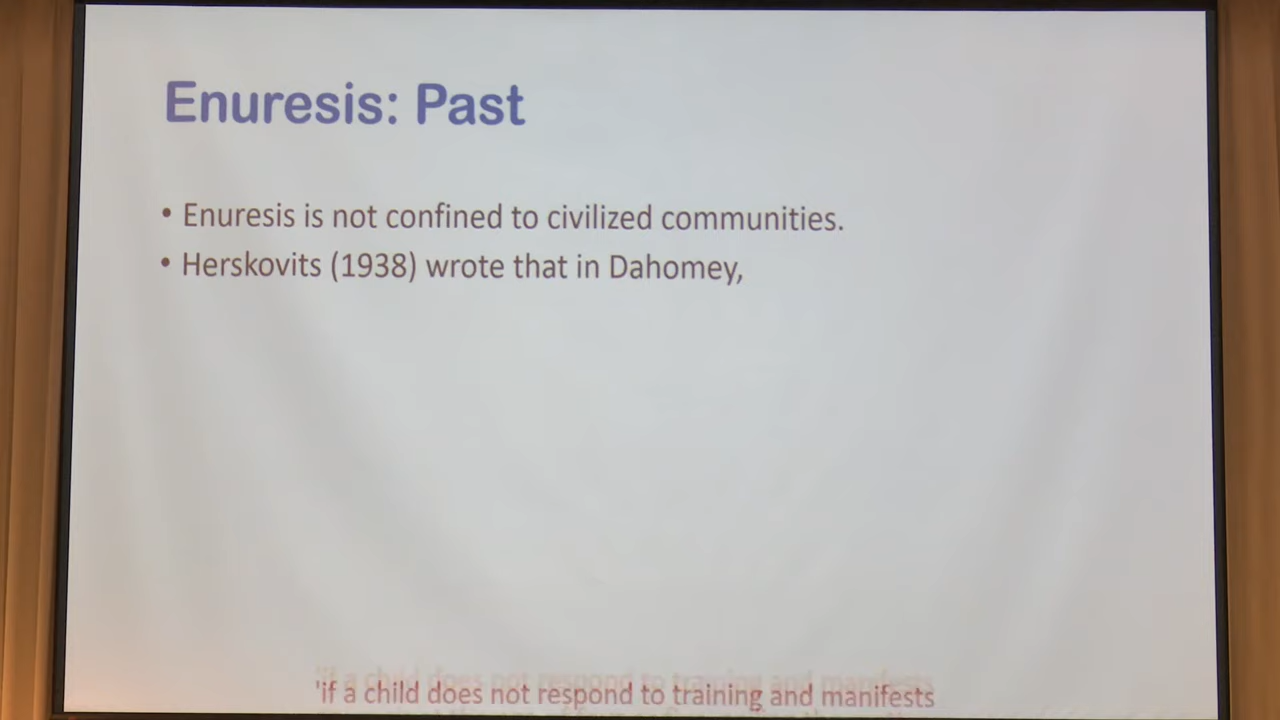 Enuresis: Past
• Enuresis is not confined to civilized communities.
• Herskovits (1938) wrote that in Dahomey,
'if a child does not respond to training and manifests